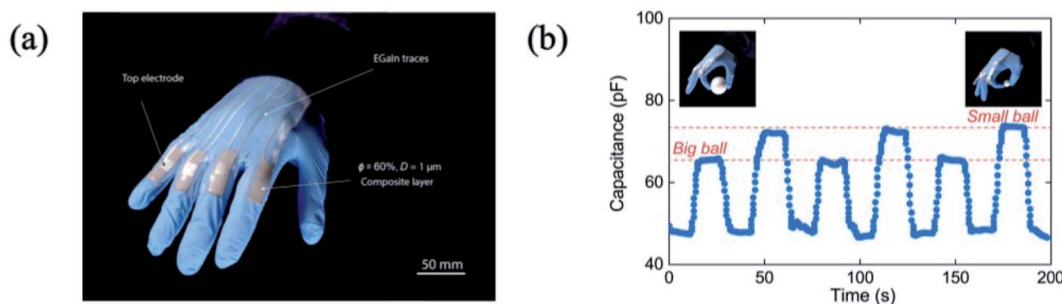 (a)
Top electrode
EGaIn traces
ϕ = 60%, D = 1 μm
Composite layer
50 mm
(b)
Capacitance (pF)
100
80
60
40
Big ball
Small ball
0
50
100
150
200
Time (s)